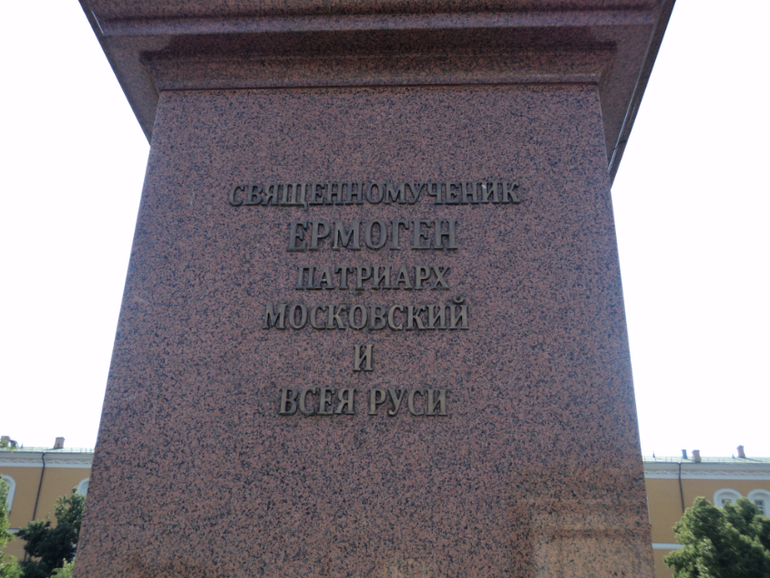 СВЯЩЕННОМУЧЕНИК
ЕРМОГЕН
ПАТРИАРХ
МОСКОВСКИЙ
И
ВСЕЯ РУСИ